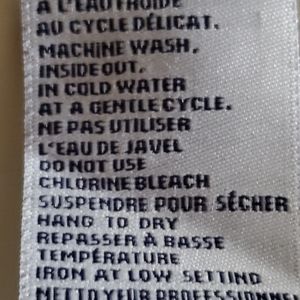 À L'EAU FROIDE
AU CYCLE DÉLICAT.
MACHINE WASH,
INSIDE OUT,
IN COLD WATER
AT A GENTLE CYCLE.
NE PAS UTILISER
L'EAU DE JAVEL
DO NOT USE
CHLORINE BLEACH
SUSPENDRE POUR SÉCHER
HANG TO DRY
REPASSER À BASSE
TEMPÉRATURE
IRON AT LOW SETTING
NETTOYEUR PROFESSIONNEL